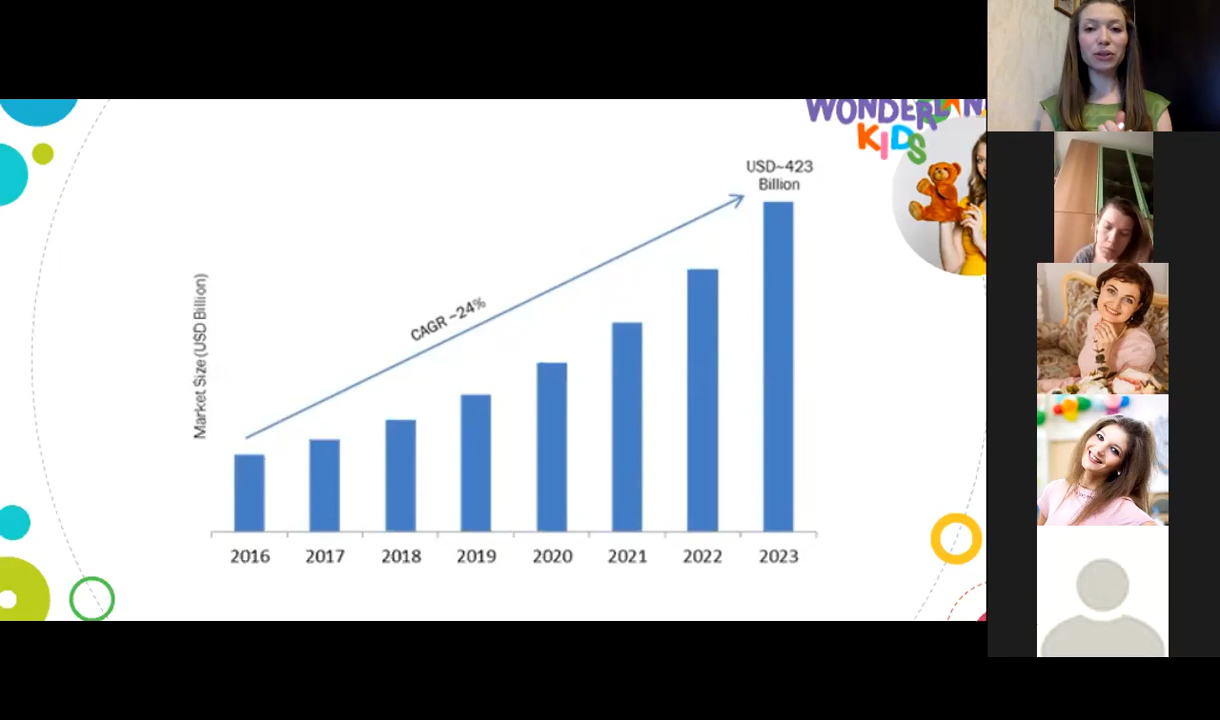 WONDERLAN
KIDS
USD~423
Billion
CAGR ~24%
Market Size (USD Billion)
2016 2017 2018 2019 2020 2021 2022 2023